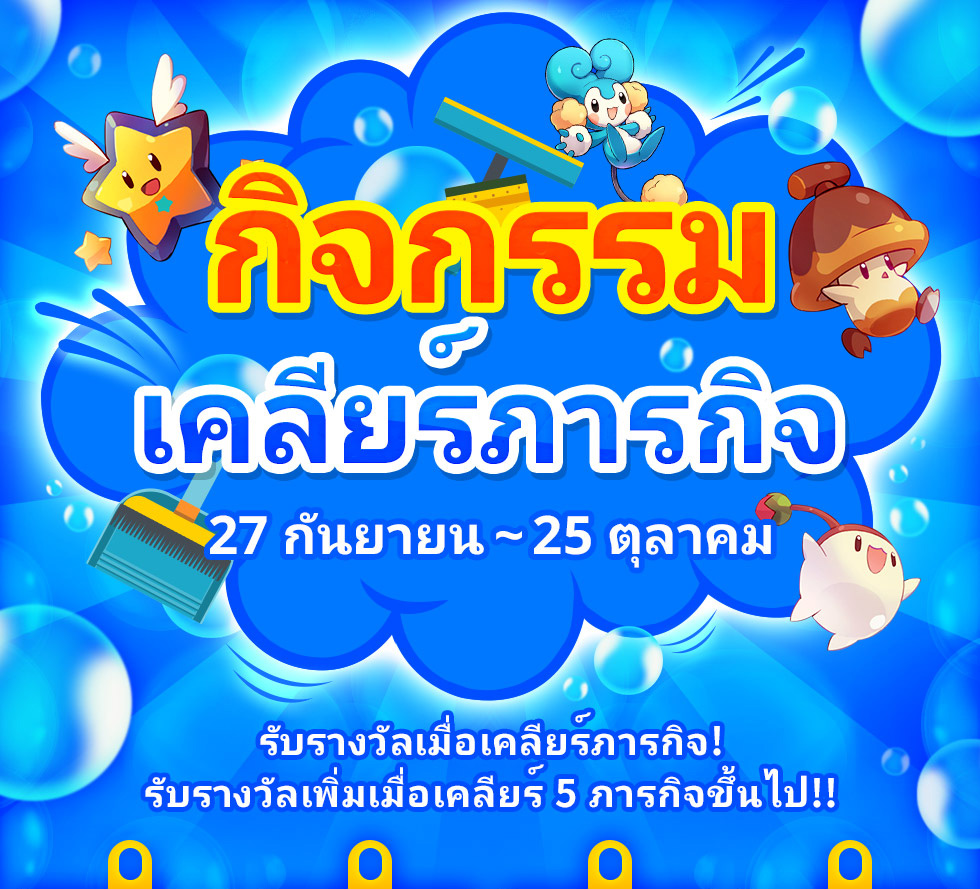 กิจกรรม
เคลียร์ภารกิจ
27 กันยายน ~ 25 ตุลาคม
รับรางวัลเมื่อเคลียร์ภารกิจ!
รับรางวัลเพิ่มเมื่อเคลียร์ 5 ภารกิจขึ้นไป!!